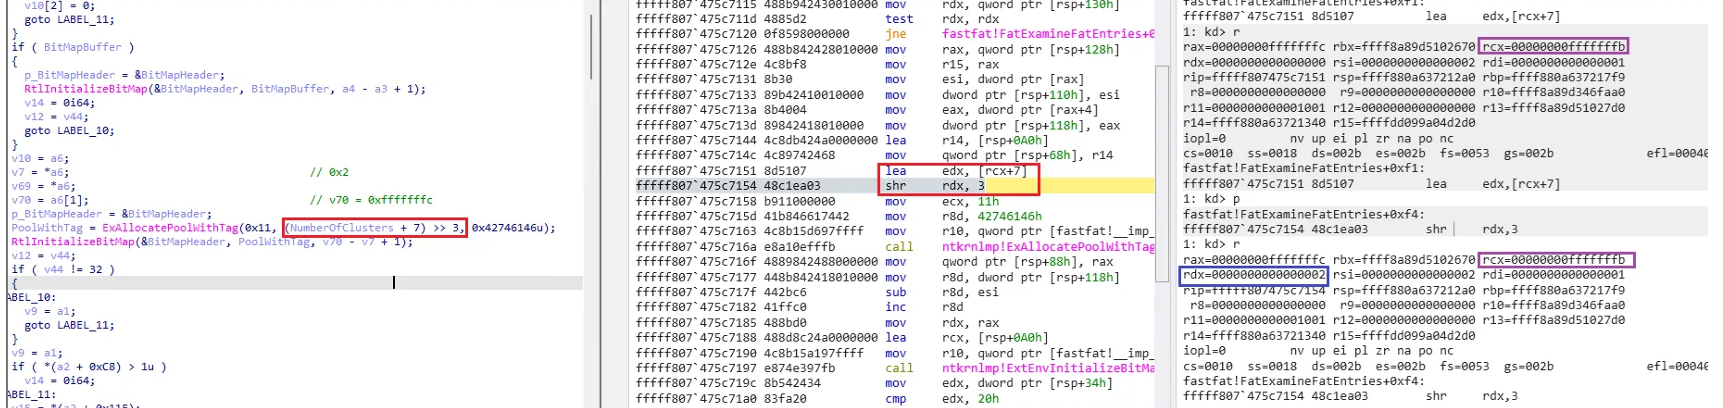 v10[2] = 0;
goto LABEL_11;
}
if ( BitMapBuffer )
{
p_BitMapHeader = &BitMapHeader;
RtlInitializeBitMap(&BitMapHeader, BitMapBuffer, a4 - a3 + 1);
v14 = 0i64;
v12 = v44;
goto LABEL_10;
}
v10 = a6;
v7 = *a6; // 0x2
v69 = *a6;
v70 = a6[1]; // v70 = 0xfffffffc
p_BitMapHeader = &BitMapHeader;
PoolWithTag = ExAllocatePoolWithTag(0x11, (NumberOfClusters + 7) >> 3, 0x42746146u);
RtlInitializeBitMap(&BitMapHeader, PoolWithTag, v70 - v7 + 1);
v12 = v44;
if ( v44 != 32 )
{
ABEL_10:
v9 = a1;
goto LABEL_11;
}
v9 = a1;
if ( *(a2 + 0xC8) > 1u )
v14 = 0i64;
ABEL_11:
v15 = *(a2 + 0x115);
fffff807`475c7115 488b942430010000 mov rdx, qword ptr [rsp+130h]
fffff807`475c711d 4885d2 test rdx, rdx
fffff807`475c7120 0f8598000000 jne fastfat!FatExamineFatEntries+0
fffff807`475c7126 488b842428010000 mov rax, qword ptr [rsp+128h]
fffff807`475c712e 4c8bf8 mov r15, rax
fffff807`475c7131 8b30 mov esi, dword ptr [rax]
fffff807`475c7133 89b42410010000 mov dword ptr [rsp+110h], esi
fffff807`475c713a 8b4004 mov eax, dword ptr [rax+4]
fffff807`475c713d 89842418010000 mov dword ptr [rsp+118h], eax
fffff807`475c7144 4c8db424a0000000 lea r14, [rsp+0A0h]
fffff807`475c714c 4c89742468 mov qword ptr [rsp+68h], r14
fffff807`475c7151 8d5107 lea edx, [rcx+7]
fffff807`475c7154 48c1ea03 shr rdx, 3
fffff807`475c7158 b911000000 mov ecx, 11h
fffff807`475c715d 41b846617442 mov r8d, 42746146h
fffff807`475c7163 4c8b15d697ffff mov r10, qword ptr [fastfat!__imp_
fffff807`475c716a e8a10efffb call ntkrnlmp!ExAllocatePoolWithTag
fffff807`475c716f 4889842488000000 mov qword ptr [rsp+88h], rax
fffff807`475c7177 448b842418010000 mov r8d, dword ptr [rsp+118h]
fffff807`475c717f 442bc6 sub r8d, esi
fffff807`475c7182 41ffc0 inc r8d
fffff807`475c7185 488bd0 mov rdx, rax
fffff807`475c7188 488d8c24a0000000 lea rcx, [rsp+0A0h]
fffff807`475c7190 4c8b15a197ffff mov r10, qword ptr [fastfat!__imp_
fffff807`475c7197 e874e397fb call ntkrnlmp!ExtEnvInitializeBitMa
fffff807`475c719c 8b542434 mov edx, dword ptr [rsp+34h]
fffff807`475c71a0 83fa20 cmp edx, 20h
fastfat!FatExamineFatEntries+0xf1:
fffff807`475c7151 8d5107 lea edx,[rcx+7]
1: kd> r
rax=00000000fffffffc rbx=ffff8a89d5102670 rcx=00000000fffffffb
rdx=0000000000000000 rsi=0000000000000002 rdi=0000000000000001
rip=fffff807475c7151 rsp=ffff880a637212a0 rbp=ffff880a637217f9
r8=0000000000000000 r9=0000000000000000 r10=ffff8a89d346faa0
r11=0000000000001001 r12=0000000000000000 r13=ffff8a89d51027d0
r14=ffff880a63721340 r15=ffffdd099a04d2d0
iopl=0 nv up ei pl zr na po nc
cs=0010 ss=0018 ds=002b es=002b fs=0053 gs=002b efl=00040
fastfat!FatExamineFatEntries+0xf1:
fffff807`475c7151 8d5107 lea edx,[rcx+7]
1: kd> p
fastfat!FatExamineFatEntries+0xf4:
fffff807`475c7154 48c1ea03 shr rdx,3
1: kd> r
rax=00000000fffffffc rbx=ffff8a89d5102670 rcx=00000000fffffffb
rdx=0000000000000002 rsi=0000000000000002 rdi=0000000000000001
rip=fffff807475c7154 rsp=ffff880a637212a0 rbp=ffff880a637217f9
r8=0000000000000000 r9=0000000000000000 r10=ffff8a89d346faa0
r11=0000000000001001 r12=0000000000000000 r13=ffff8a89d51027d0
r14=ffff880a63721340 r15=ffffdd099a04d2d0
iopl=0 nv up ei pl nz na po nc
cs=0010 ss=0018 ds=002b es=002b fs=0053 gs=002b efl=00040
fastfat!FatExamineFatEntries+0xf4:
fffff807`475c7154 48c1ea03 shr rdx,3